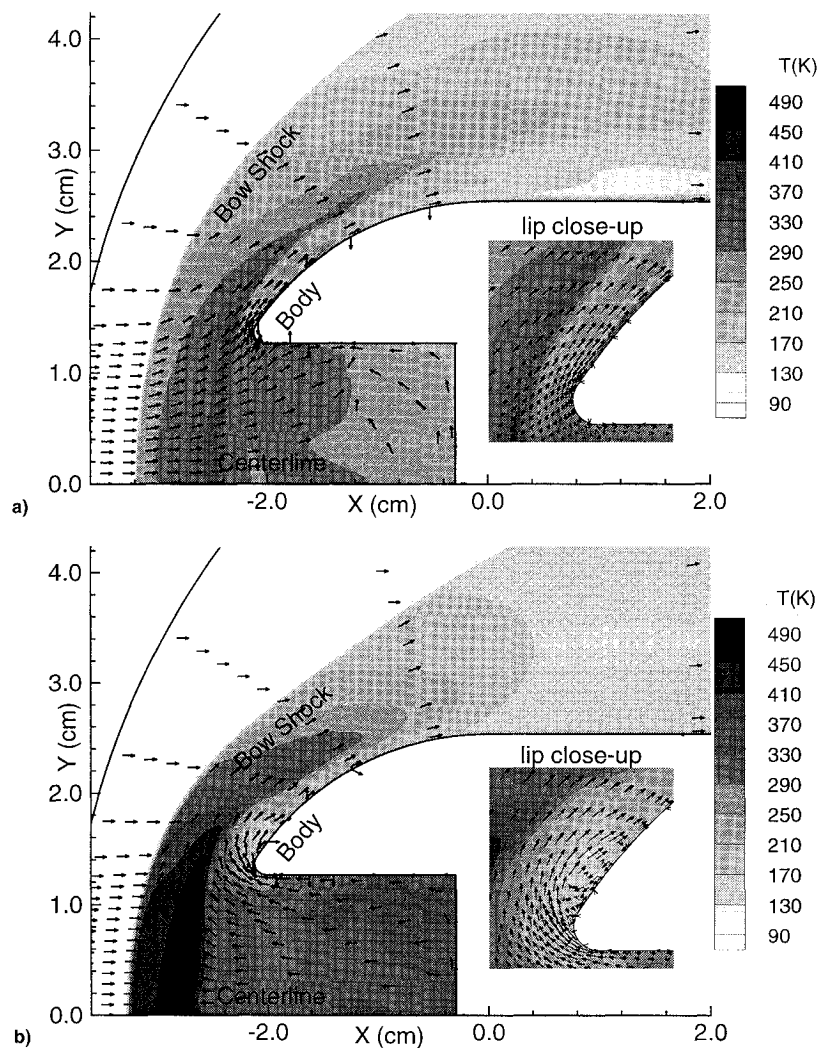 4.0
3.0
2.0
1.0
0.0
Y (cm)
Bow Shock
Body
Centerline
lip close-up
T(K)
490
450
410
370
330
290
250
210
170
130
90
-2.0
0.0
2.0
X (cm)
a)
4.0
3.0
2.0
1.0
0.0
Y (cm)
Bow Shock
Body
Centerline
lip close-up
T(K)
490
450
410
370
330
290
250
210
170
130
90
-2.0
0.0
2.0
X (cm)
b)